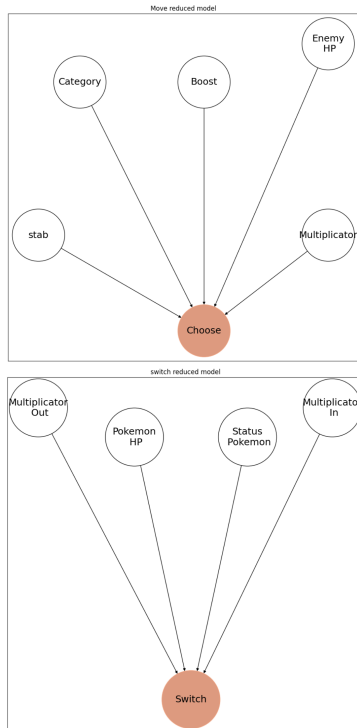 Move reduced model
Enemy
HP
Category
Boost
stab
Multiplicator
Choose
switch reduced model
Multiplicator
Out
Multiplicator
In
Pokemon
HP
Status
Pokemon
Switch